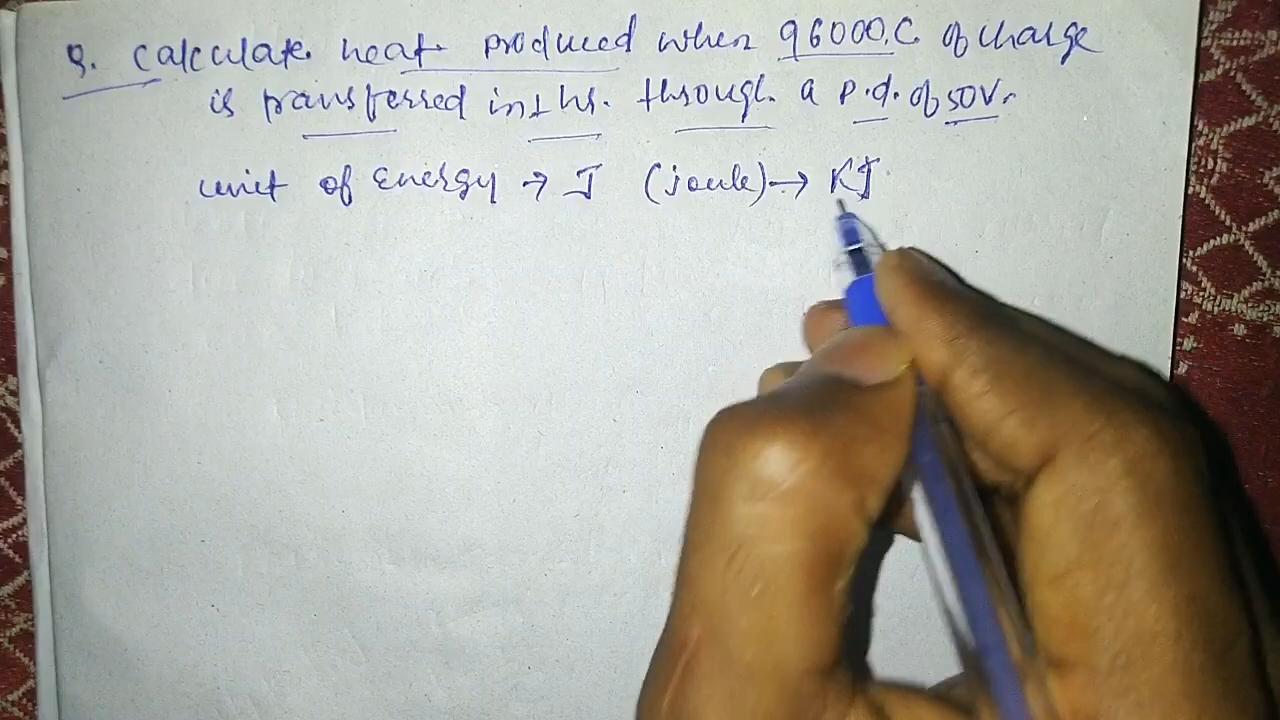 Q. Calculate heat produced when 96000 C of charge
is transferred in 1 hr. through a p.d. of 50V.
unit of energy → J (joule) → KJ